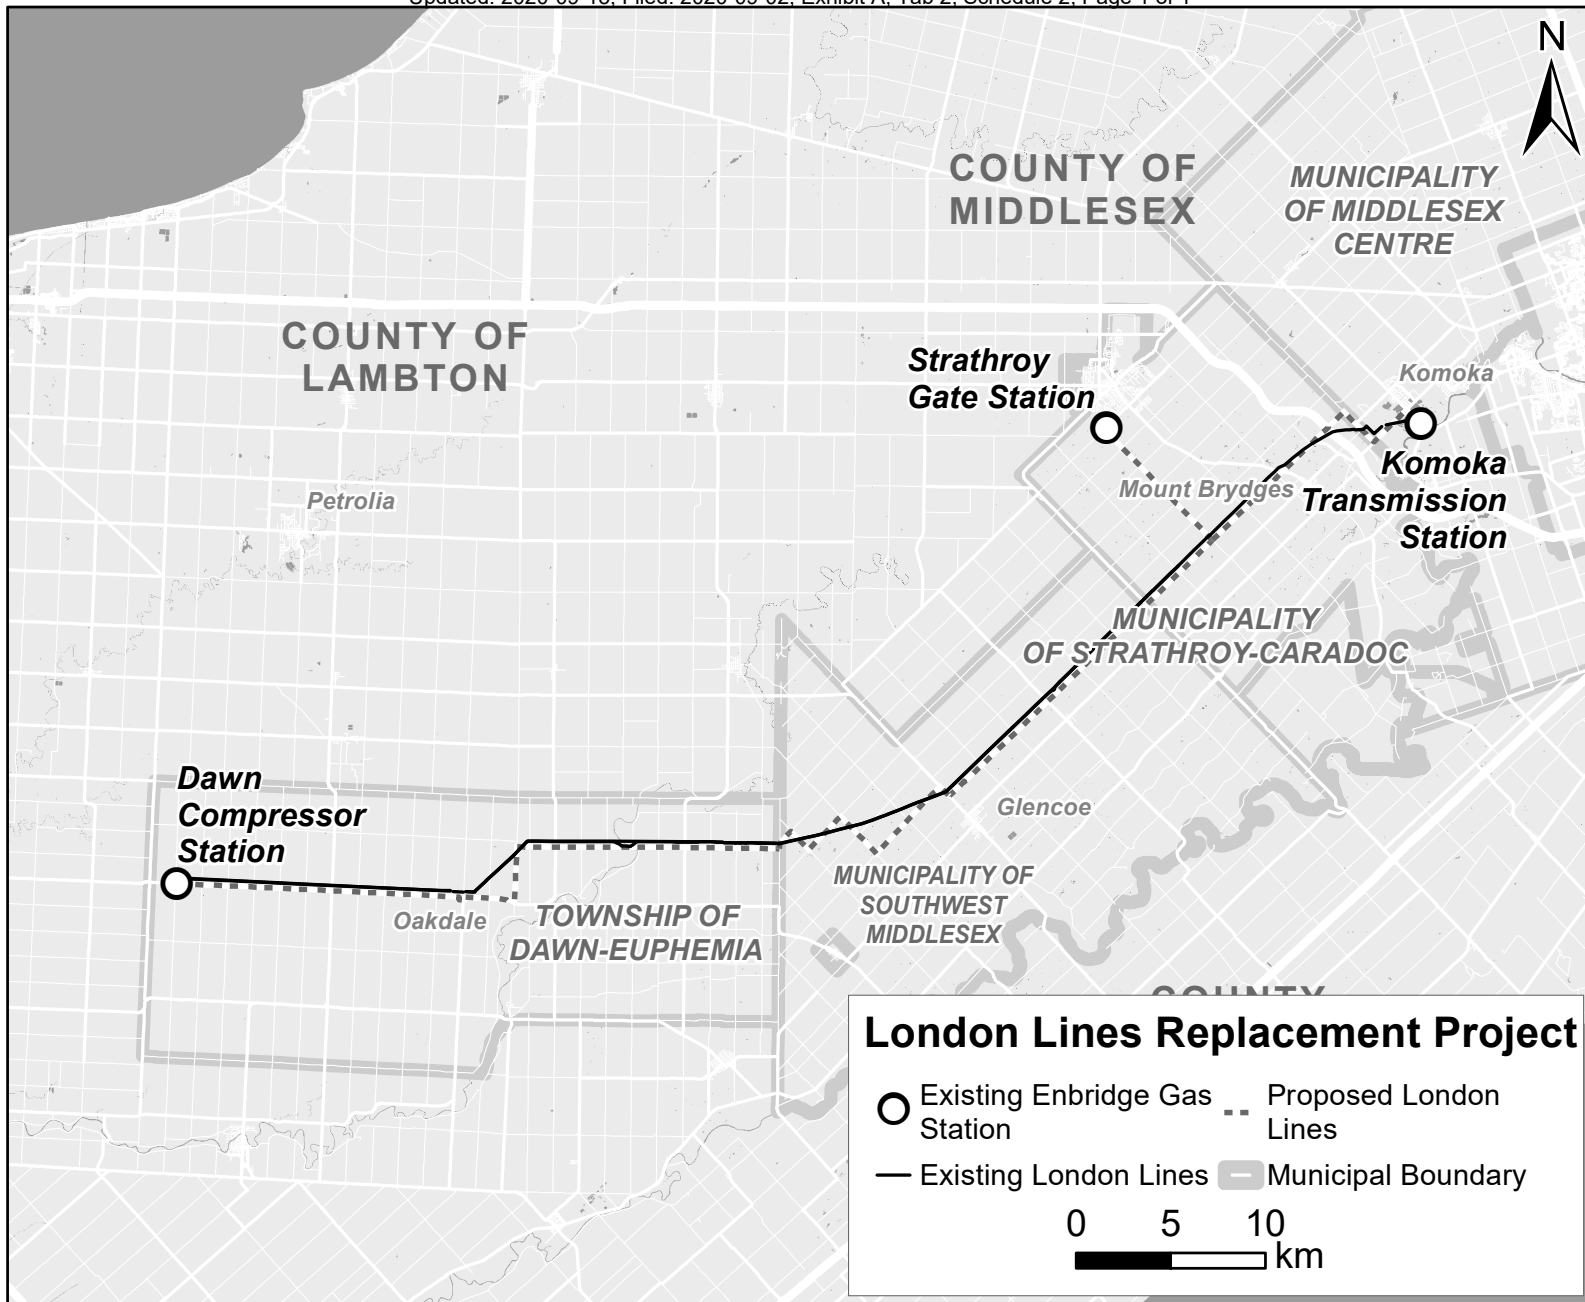 COUNTY OF
MIDDLESEX
N
MUNICIPALITY
OF MIDDLESEX
CENTRE
COUNTY OF
LAMBTON
Strathroy
Gate Station
Komoka
Komoka
Transmission
Station
Petrolia
Mount Brydges
MUNICIPALITY
OF STRATHROY-CARADOC
Dawn
Compressor
Station
Glencoe
Oakdale
TOWNSHIP OF
DAWN-EUPHEMIA
MUNICIPALITY OF
SOUTHWEST
MIDDLESEX
COUNTY
London Lines Replacement Project
Existing Enbridge Gas
Station
Proposed London
Lines
Existing London Lines
Municipal Boundary
0 5 10
km